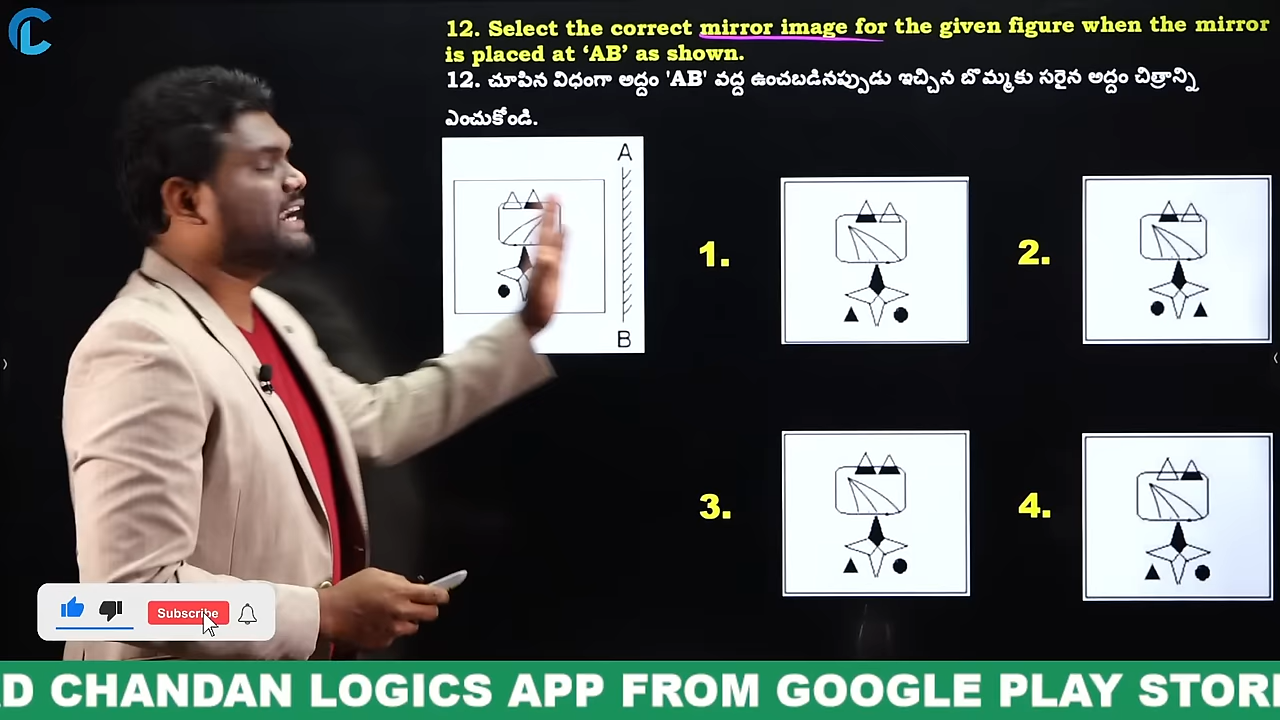 12. Select the correct mirror image for the given figure when the mirror
is placed at ‘AB’ as shown.
12. చూపిన విధంగా అద్దం 'AB' వద్ద ఉంచబడినప్పుడు ఇచ్చిన బొమ్మకు సరైన అద్దం చిత్రాన్ని
ఎంచుకోండి.
A
B
1.
2.
3.
4.
Subscribe
D CHANDAN LOGICS APP FROM GOOGLE PLAY STOR